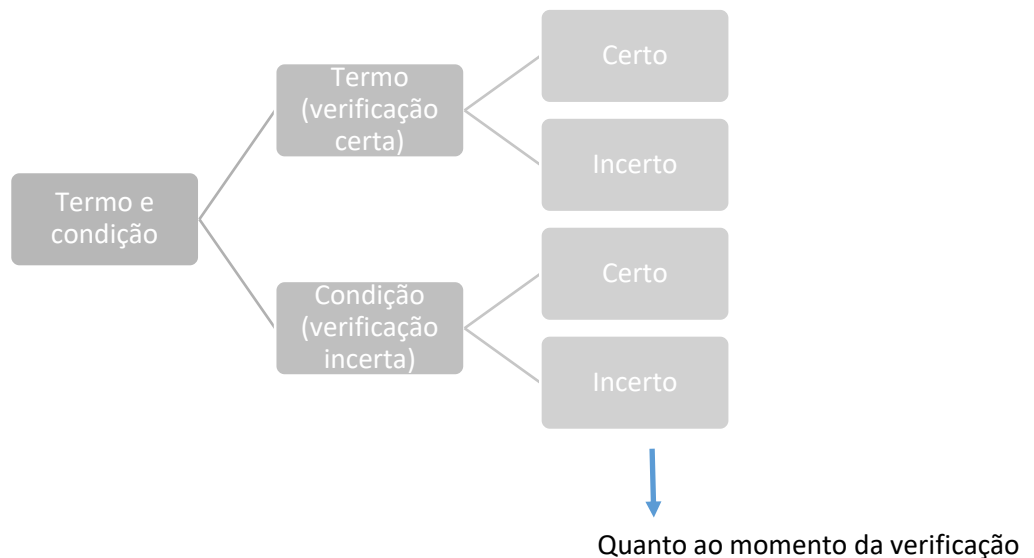 Termo e
condição
Termo
(verificação
certa)
Certo
Incerto
Condição
(verificação
incerta)
Certo
Incerto
Quanto ao momento da verificação